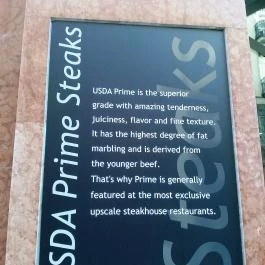 USDA Prime Steaks
Steaks
USDA Prime is the superior
grade with amazing tenderness,
juiciness, flavor and fine texture.
It has the highest degree of fat
marbling and is derived from
the younger beef.
That's why Prime is generally
featured at the most exclusive
upscale steakhouse restaurants.